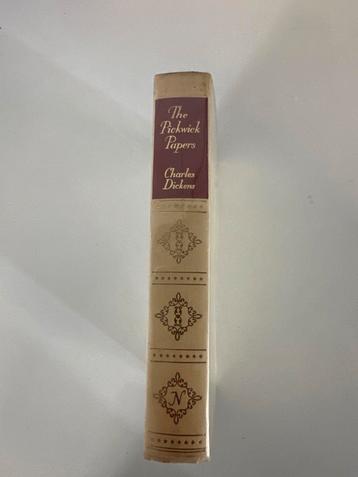 The
Pickwick
Papers
Charles
Dickens
N